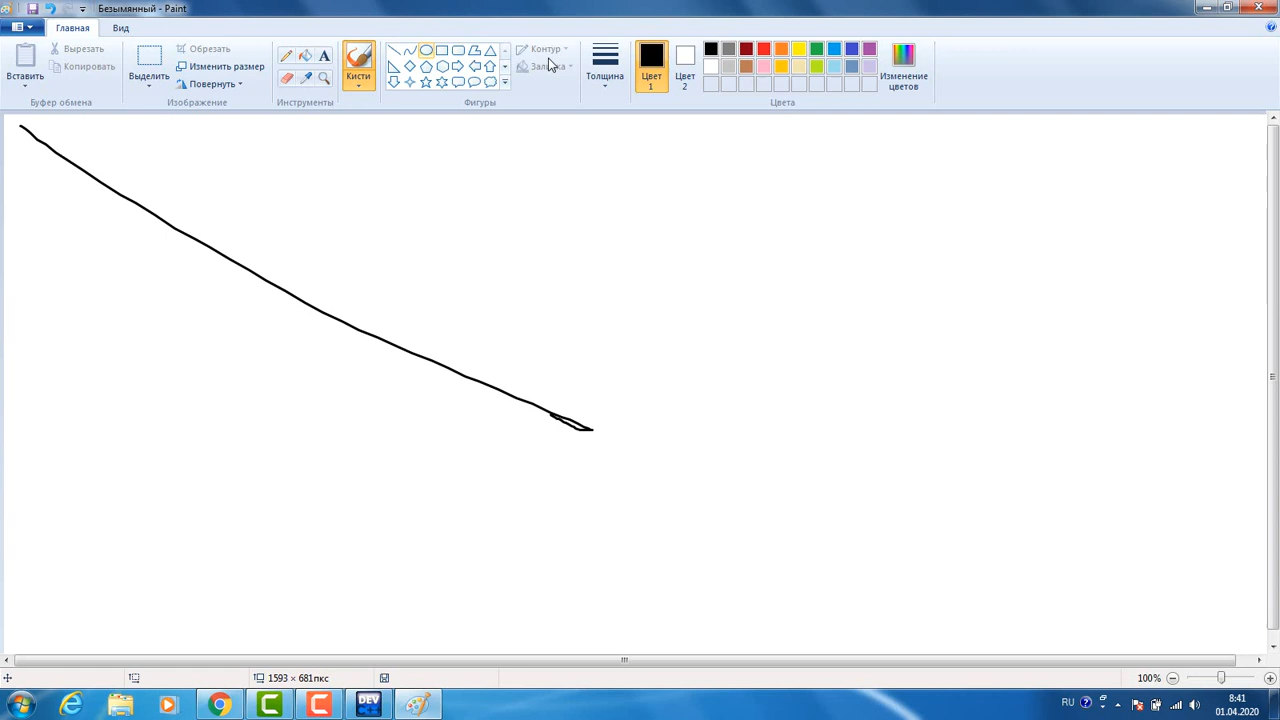 Безымянный - Paint
Главная Вид
Вставить
Вырезать
Копировать
Буфер обмена
Выделить
Обрезать
Изменить размер
Повернуть
Изображение
A
Инструменты
Кисти
Фигуры
Контур
Заливка
Толщина
Цвет
1
Цвет
2
Изменение
цветов
Цвета
1593 × 681пкс
100%
DEV
RU
8:41
01.04.2020